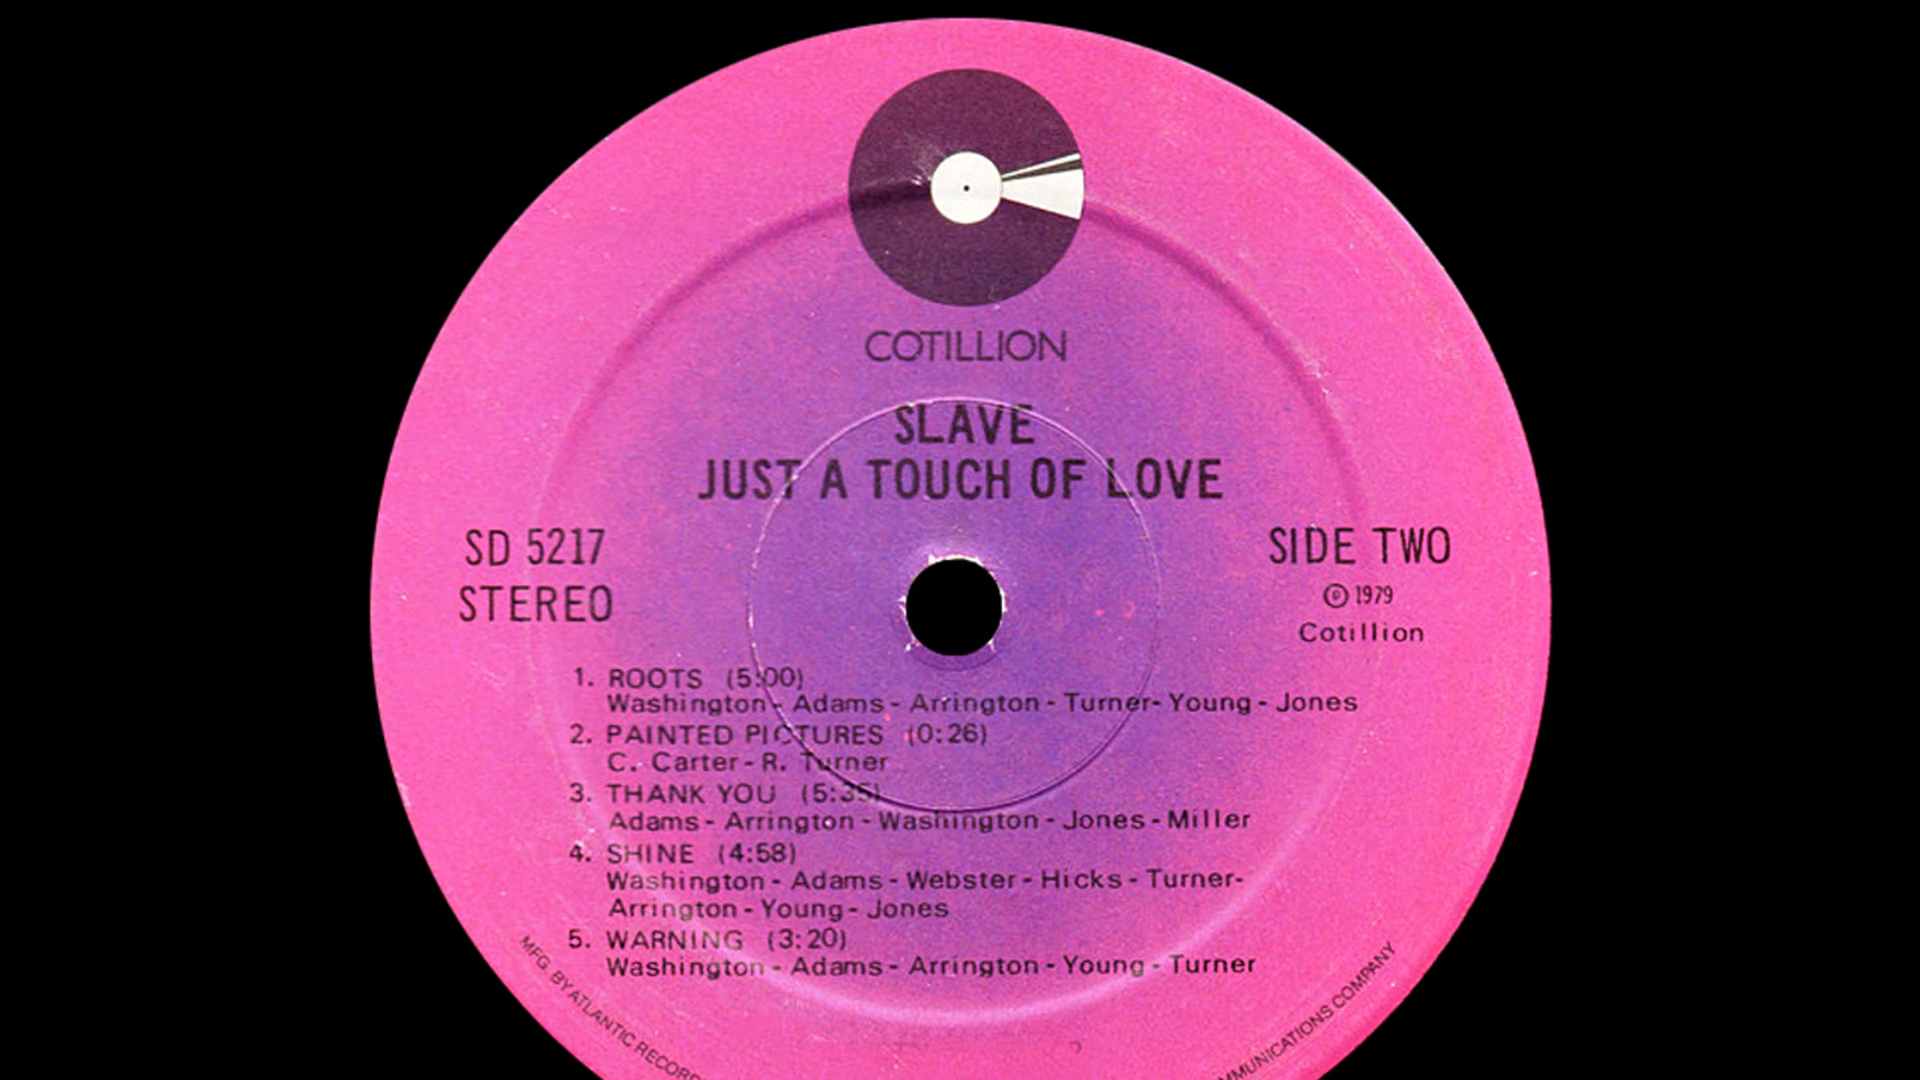 COTILLION
SLAVE
JUST A TOUCH OF LOVE
SD 5217
STEREO
SIDE TWO
℗ 1979
Cotillion
1. ROOTS (5:00)
Washington - Adams - Arrington - Turner - Young - Jones
2. PAINTED PICTURES (0:26)
C. Carter - R. Turner
3. THANK YOU (5:35)
Adams - Arrington - Washington - Jones - Miller
4. SHINE (4:58)
Washington - Adams - Webster - Hicks - Turner-
Arrington - Young - Jones
5. WARNING (3:20)
Washington - Adams - Arrington - Young - Turner
MFG. BY ATLANTIC RECOR
MMUNICATIONS COMPANY